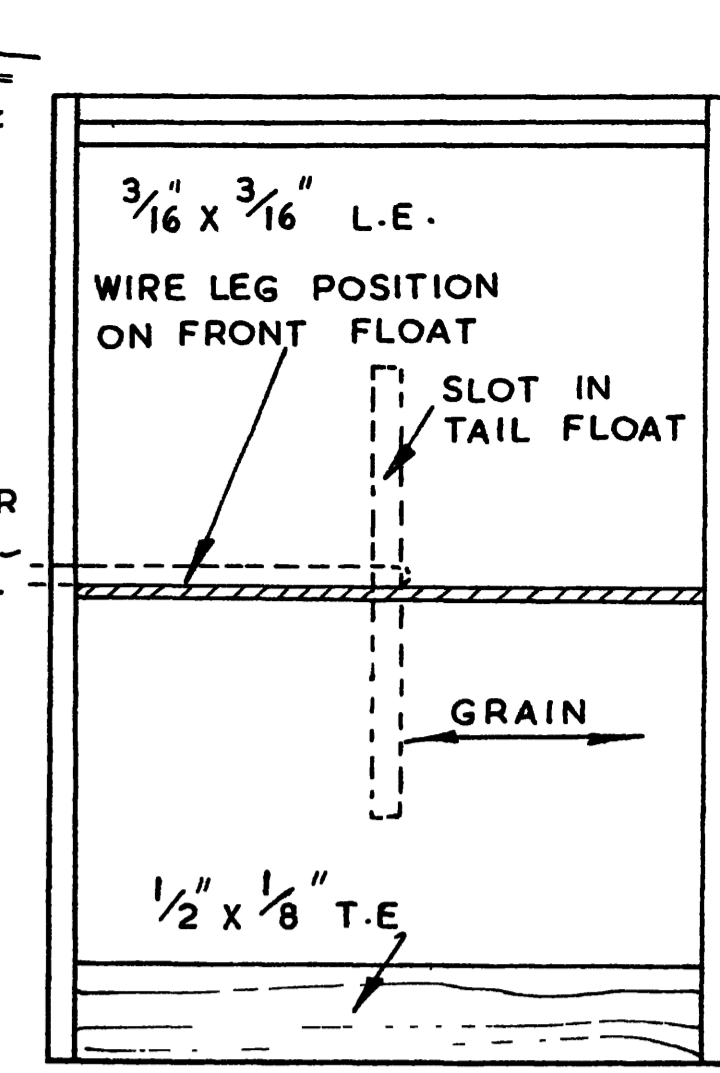 3/16" X 3/16" L.E.
WIRE LEG POSITION
ON FRONT FLOAT
SLOT IN
TAIL FLOAT
R
GRAIN
1/2" X 1/8" T.E